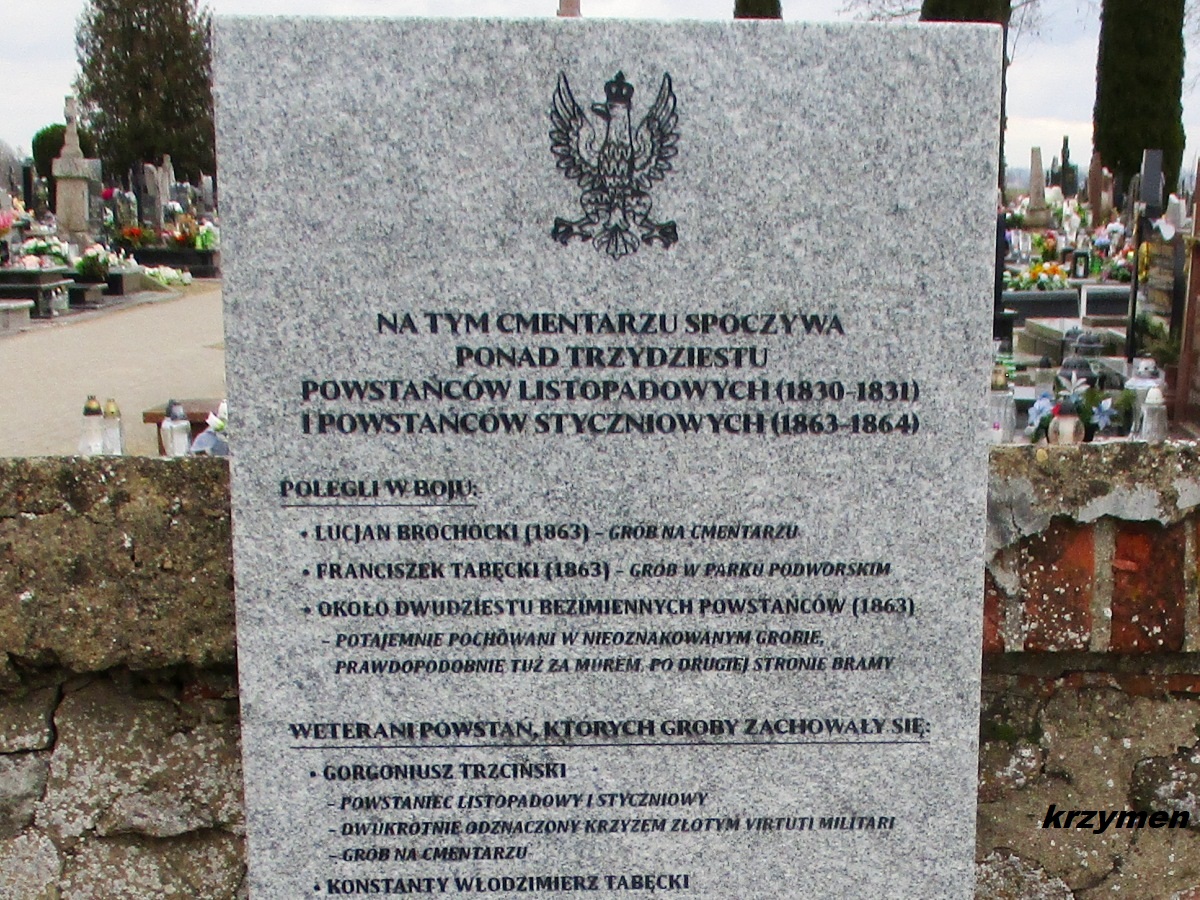 NA TYM CMENTARZU SPOCZYWA
PONAD TRZYDZIESTU
POWSTAŃCÓW LISTOPADOWYCH (1830-1831)
I POWSTAŃCÓW STYCZNIOWYCH (1863-1864)
POLEGLI W BOJU:
• LUCJAN BROCHOCKI (1863) – GRÓB NA CMENTARZU
• FRANCISZEK TABĘCKI (1863) – GRÓB W PARKU PODWORSKIM
• OKOŁO DWUDZIESTU BEZIMIENNYCH POWSTAŃCÓW (1863)
– POTAJEMNIE POCHOWANI W NIEOZNAKOWANYM GROBIE,
PRAWDOPODOBNIE TUŻ ZA MUREM, PO DRUGIEJ STRONIE BRAMY
WETERANI POWSTAŃ, KTÓRYCH GROBY ZACHOWAŁY SIĘ:
• GORGONIUSZ TRZCIŃSKI
– POWSTANIEC LISTOPADOWY I STYCZNIOWY
– DWUKROTNIE ODZNACZONY KRZYŻEM ZŁOTYM VIRTUTI MILITARI
– GRÓB NA CMENTARZU
• KONSTANTY WŁODZIMIERZ TABĘCKI
krzymen